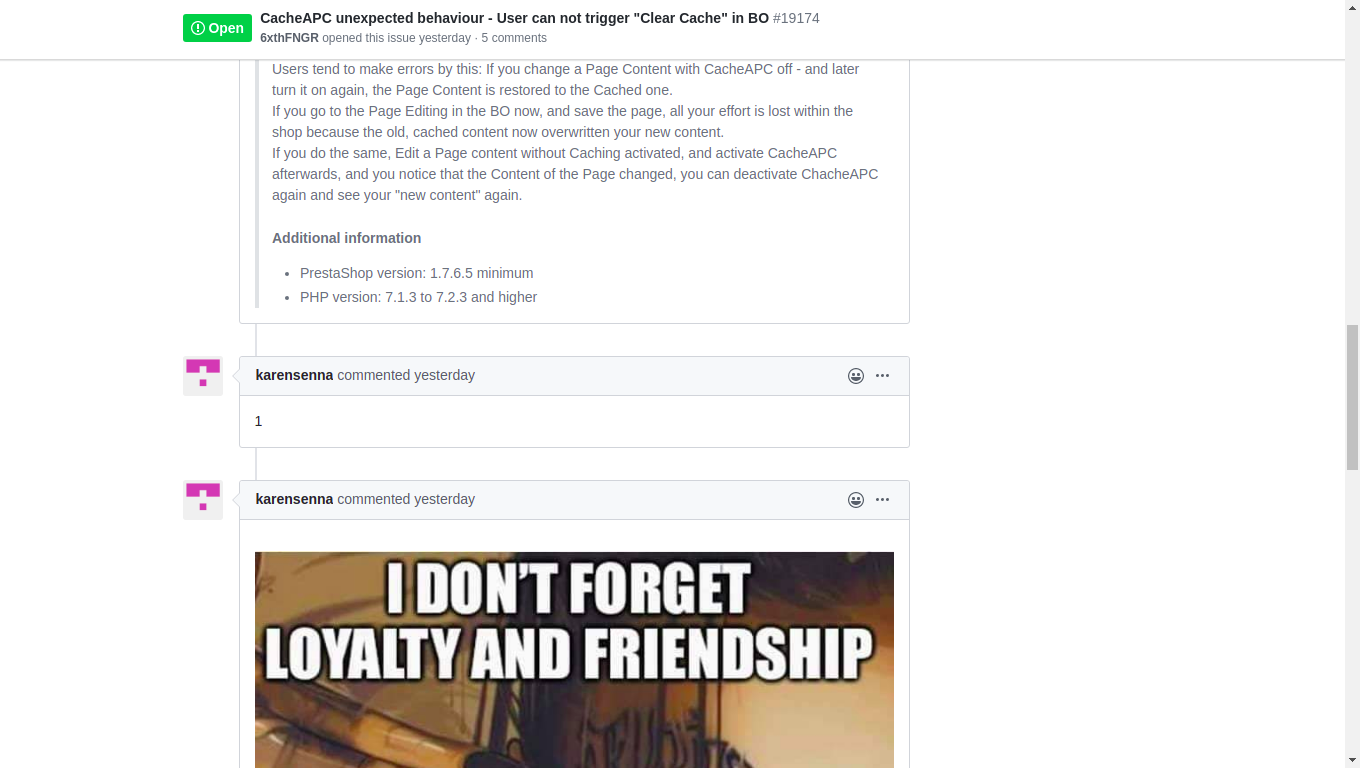 Open
CacheAPC unexpected behaviour - User can not trigger "Clear Cache" in BO #19174
6xthFNGR opened this issue yesterday · 5 comments
Users tend to make errors by this: If you change a Page Content with CacheAPC off - and later
turn it on again, the Page Content is restored to the Cached one.
If you go to the Page Editing in the BO now, and save the page, all your effort is lost within the
shop because the old, cached content now overwritten your new content.
If you do the same, Edit a Page content without Caching activated, and activate CacheAPC
afterwards, and you notice that the Content of the Page changed, you can deactivate ChacheAPC
again and see your "new content" again.
Additional information
• PrestaShop version: 1.7.6.5 minimum
• PHP version: 7.1.3 to 7.2.3 and higher
karensenna commented yesterday
1
karensenna commented yesterday
I DON'T FORGET
LOYALTY AND FRIENDSHIP